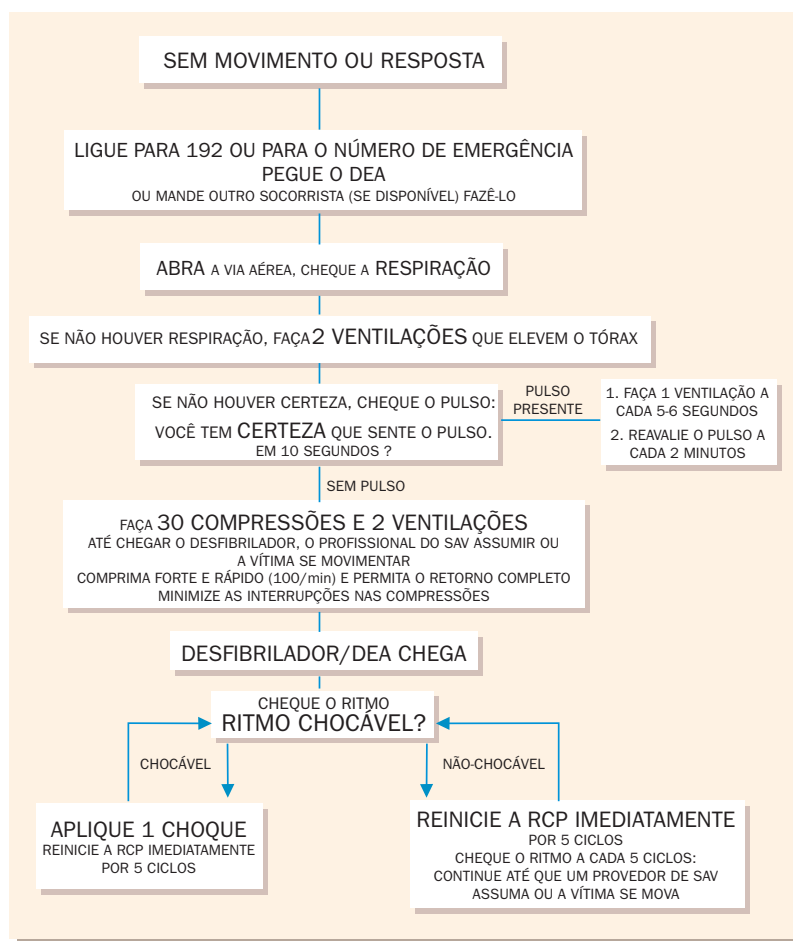 SEM MOVIMENTO OU RESPOSTA
LIGUE PARA 192 OU PARA O NÚMERO DE EMERGÊNCIA
PEGUE O DEA
OU MANDE OUTRO SOCORRISTA (SE DISPONÍVEL) FAZÊ-LO
ABRA A VIA AÉREA, CHEQUE A RESPIRAÇÃO
SE NÃO HOUVER RESPIRAÇÃO, FAÇA 2 VENTILAÇÕES QUE ELEVEM O TÓRAX
SE NÃO HOUVER CERTEZA, CHEQUE O PULSO:
VOCÊ TEM CERTEZA QUE SENTE O PULSO.
EM 10 SEGUNDOS ?
PULSO
PRESENTE
1. FAÇA 1 VENTILAÇÃO A
CADA 5-6 SEGUNDOS
2. REAVALIE O PULSO A
CADA 2 MINUTOS
SEM PULSO
FAÇA 30 COMPRESSÕES E 2 VENTILAÇÕES
ATÉ CHEGAR O DESFIBRILADOR, O PROFISSIONAL DO SAV ASSUMIR OU
A VÍTIMA SE MOVIMENTAR
COMPRIMA FORTE E RÁPIDO (100/min) E PERMITA O RETORNO COMPLETO
MINIMIZE AS INTERRUPÇÕES NAS COMPRESSÕES
DESFIBRILADOR/DEA CHEGA
CHEQUE O RITMO
RITMO CHOCÁVEL?
CHOCÁVEL
NÃO-CHOCÁVEL
APLIQUE 1 CHOQUE
REINICIE A RCP IMEDIATAMENTE
POR 5 CICLOS
REINICIE A RCP IMEDIATAMENTE
POR 5 CICLOS
CHEQUE O RITMO A CADA 5 CICLOS:
CONTINUE ATÉ QUE UM PROVEDOR DE SAV
ASSUMA OU A VÍTIMA SE MOVA